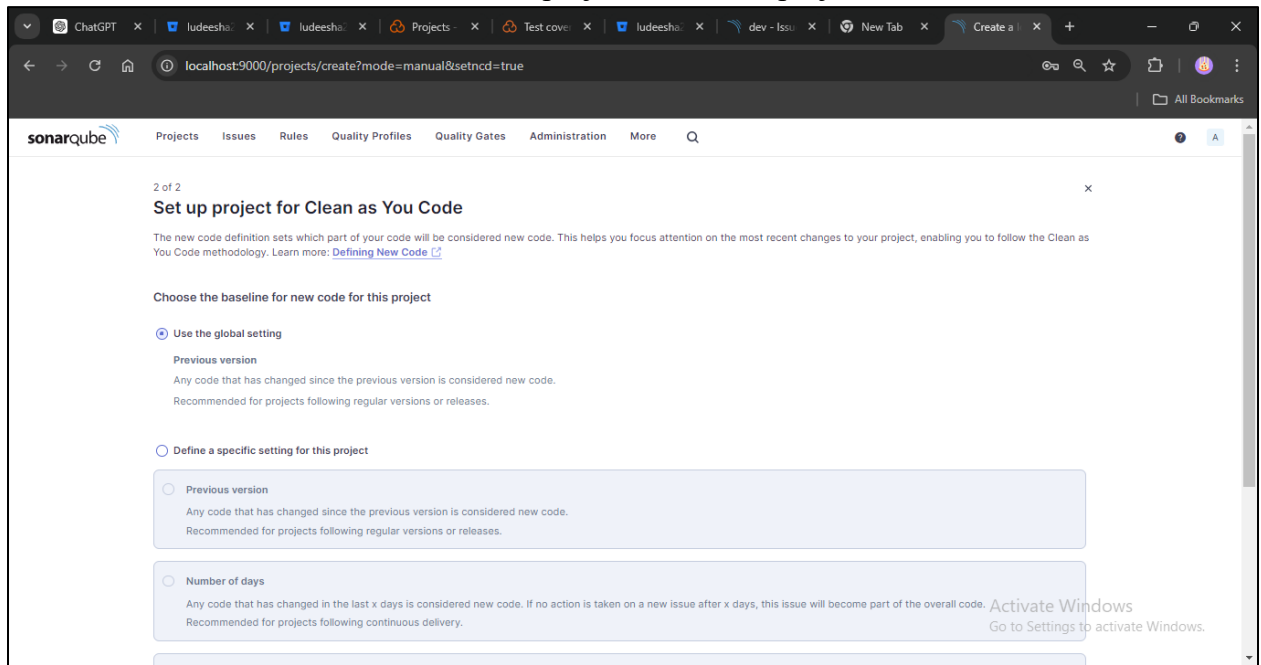 ChatGPT
ludeesha
ludeesha
Projects -
Test cover
ludeesha
dev - Issu
New Tab
Create a l
localhost:9000/projects/create?mode=manual&setncd=true
All Bookmarks
sonarqube
Projects Issues Rules Quality Profiles Quality Gates Administration More
A
2 of 2
Set up project for Clean as You Code
The new code definition sets which part of your code will be considered new code. This helps you focus attention on the most recent changes to your project, enabling you to follow the Clean as
You Code methodology. Learn more: Defining New Code
Choose the baseline for new code for this project
Use the global setting
Previous version
Any code that has changed since the previous version is considered new code.
Recommended for projects following regular versions or releases.
Define a specific setting for this project
Previous version
Any code that has changed since the previous version is considered new code.
Recommended for projects following regular versions or releases.
Number of days
Any code that has changed in the last x days is considered new code. If no action is taken on a new issue after x days, this issue will become part of the overall code.
Recommended for projects following continuous delivery.
Activate Windows
Go to Settings to activate Windows.